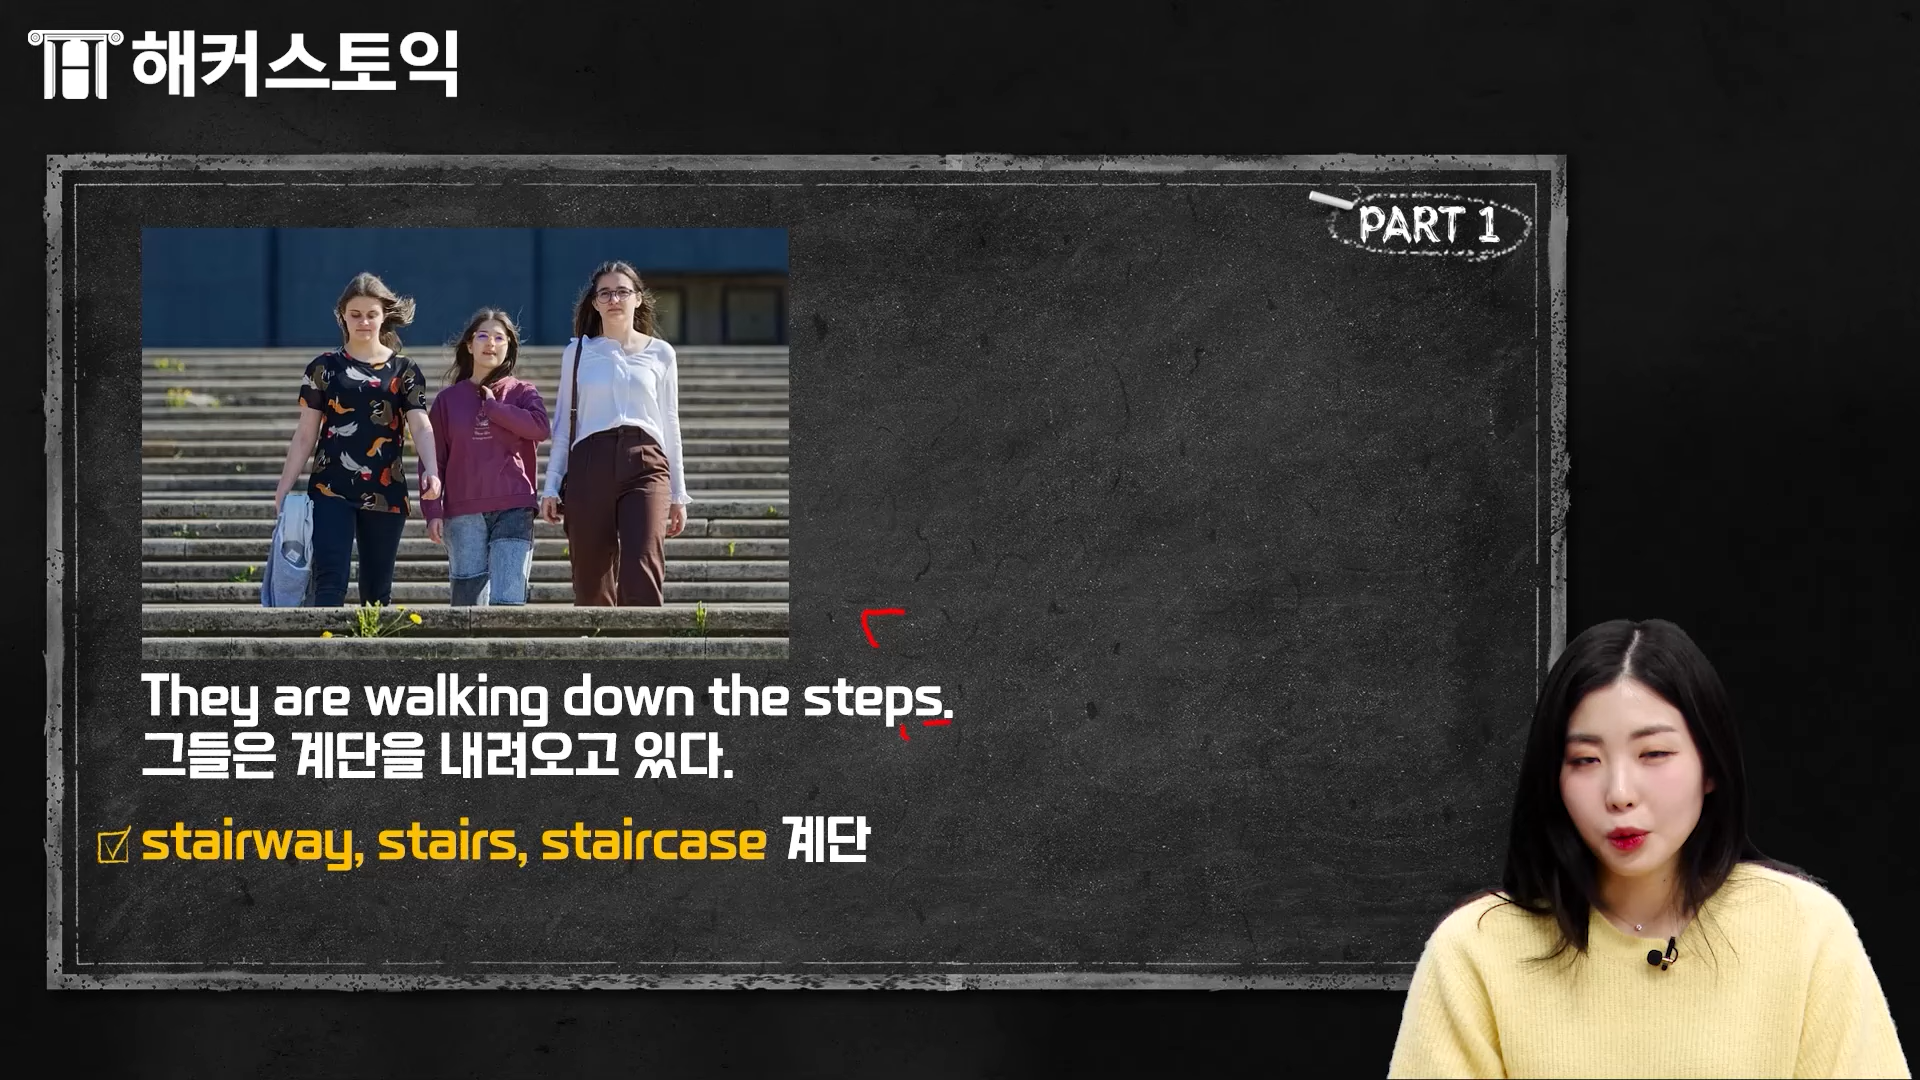 해커스토익
PART 1
They are walking down the steps.
그들은 계단을 내려오고 있다.
stairway, stairs, staircase 계단